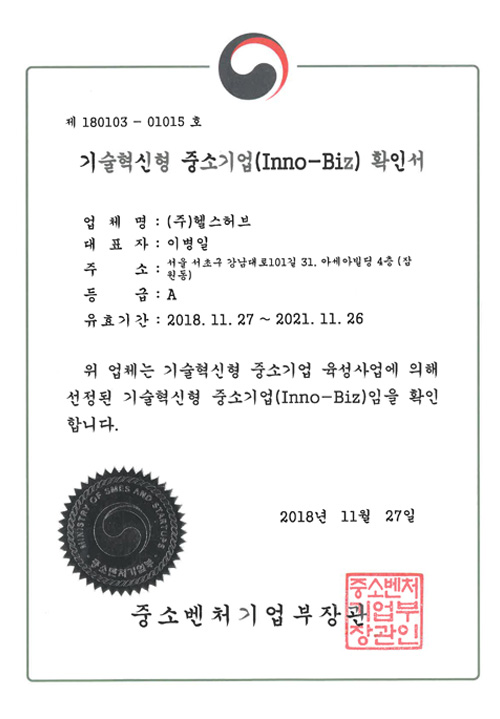 제 180103 - 01015 호
기술혁신형 중소기업(Inno-Biz) 확인서
업 체 명 : (주)헬스허브
대 표 자 : 이병일
주 소 : 서울 서초구 강남대로101길 31. 아세아빌딩 4층 (잠
원동)
등 급 : A
유효기간 : 2018. 11. 27 ~ 2021. 11. 26
위 업체는 기술혁신형 중소기업 육성사업에 의해
선정된 기술혁신형 중소기업(Inno-Biz)임을 확인
합니다.
2018년 11월 27일
MINISTRY OF SMES AND STARTUPS
중소벤처기업부
중소벤처기업부장관
중소벤처
기업부
장관인